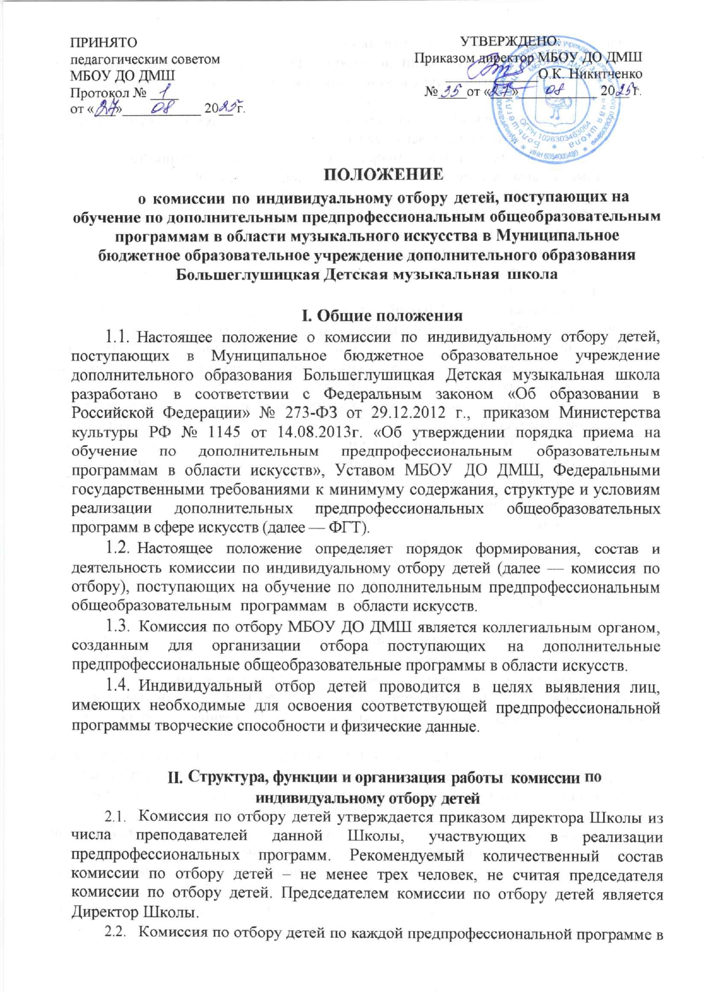 ПРИНЯТО
педагогическим советом
МБОУ ДО ДМШ
Протокол № 1
от «27» 08 2025г.
УТВЕРЖДЕНО:
Приказом директор МБОУ ДО ДМШ
О.К. Никитченко
№ 35 от «27» 08 2025г.
ОГРН 1026303463063064
ПОЛОЖЕНИЕ
о комиссии по индивидуальному отбору детей, поступающих на
обучение по дополнительным предпрофессиональным общеобразовательным
программам в области музыкального искусства в Муниципальное
бюджетное образовательное учреждение дополнительного образования
Большеглушицкая Детская музыкальная школа
I. Общие положения
1.1. Настоящее положение о комиссии по индивидуальному отбору детей,
поступающих в Муниципальное бюджетное образовательное учреждение
дополнительного образования Большеглушицкая Детская музыкальная школа
разработано в соответствии с Федеральным законом «Об образовании в
Российской Федерации» № 273-ФЗ от 29.12.2012 г., приказом Министерства
культуры РФ № 1145 от 14.08.2013г. «Об утверждении порядка приема на
обучение по дополнительным предпрофессиональным образовательным
программам в области искусств», Уставом МБОУ ДО ДМШ, Федеральными
государственными требованиями к минимуму содержания, структуре и условиям
реализации дополнительных предпрофессиональных общеобразовательных
программ в сфере искусств (далее — ФГТ).
1.2. Настоящее положение определяет порядок формирования, состав и
деятельность комиссии по индивидуальному отбору детей (далее — комиссия по
отбору), поступающих на обучение по дополнительным предпрофессиональным
общеобразовательным программам в области искусств.
1.3. Комиссия по отбору МБОУ ДО ДМШ является коллегиальным органом,
созданным для организации отбора поступающих на дополнительные
предпрофессиональные общеобразовательные программы в области искусств.
1.4. Индивидуальный отбор детей проводится в целях выявления лиц,
имеющих необходимые для освоения соответствующей предпрофессиональной
программы творческие способности и физические данные.
II. Структура, функции и организация работы комиссии по
индивидуальному отбору детей
2.1. Комиссия по отбору детей утверждается приказом директора Школы из
числа преподавателей данной Школы, участвующих в реализации
предпрофессиональных программ. Рекомендуемый количественный состав
комиссии по отбору детей – не менее трех человек, не считая председателя
комиссии по отбору детей. Председателем комиссии по отбору детей является
Директор Школы.
2.2. Комиссия по отбору детей по каждой предпрофессиональной программе в